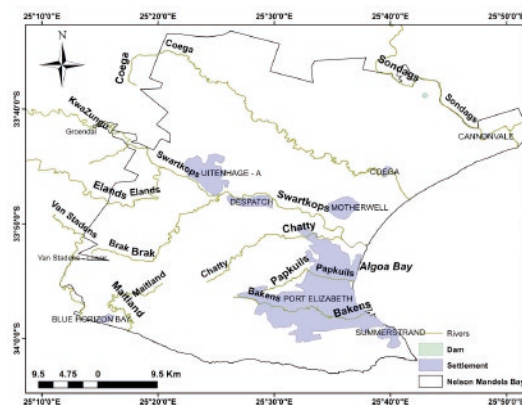 25°10'0"E 25°20'0"E 25°30'0"E 25°40'0"E 25°50'0"E
N
Coega
Coega
Sondags
Sondags
33°40'0"S
KwaZungu
Groendal
CANNONVALE
Swartkops
UITENHAGE - A
COEGA
Elands
Elands
Swartkops
DESPATCH
MOTHERWELL
Van Stadens
33°50'0"S
Chatty
Brak
Brak
Algoa Bay
Chatty
Papkuils
Papkuils
Maitland
Maitland
Bakens
PORT ELIZABETH
Bakens
BLUE HORIZON BAY
SUMMERSTRAND
34°0'0"S
Rivers
Dam
Settlement
Nelson Mandela Bay
9.5 4.75 0 9.5 Km
25°10'0"E 25°20'0"E 25°30'0"E 25°40'0"E 25°50'0"E